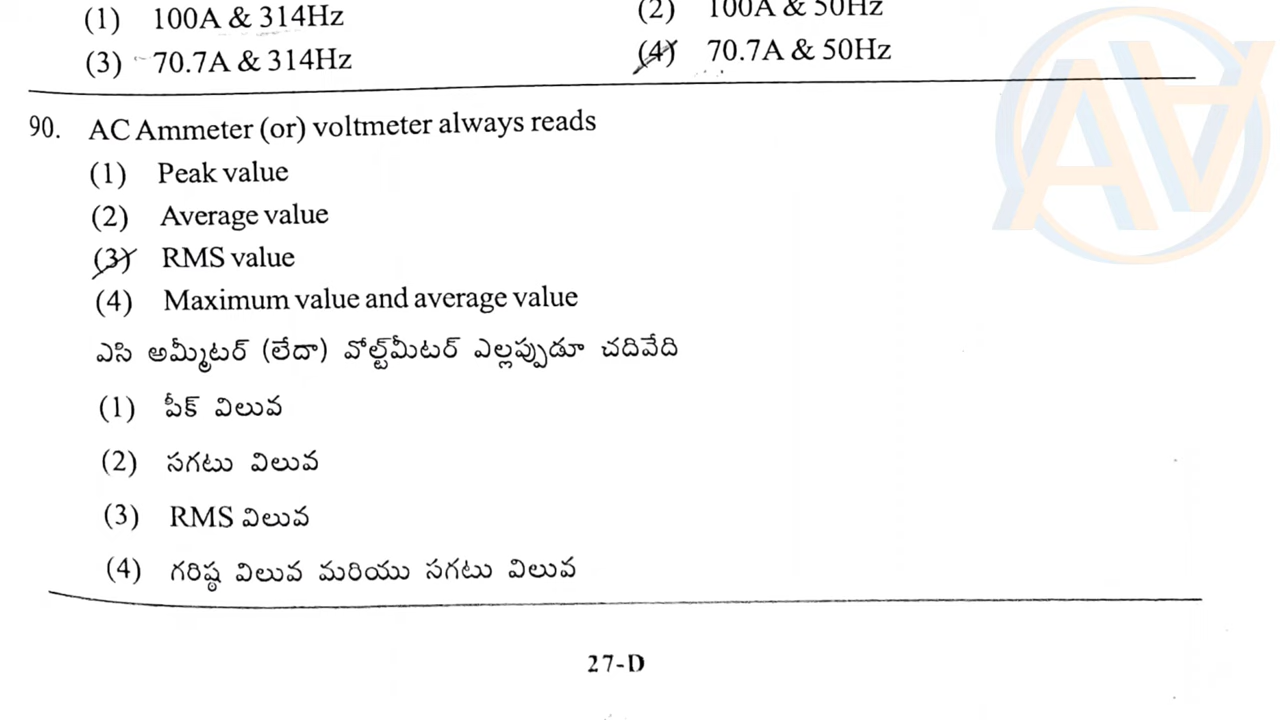 (1) 100A & 314Hz (2) 100A & 50Hz
(3) 70.7A & 314Hz (4) 70.7A & 50Hz
90. AC Ammeter (or) voltmeter always reads
(1) Peak value
(2) Average value
(3) RMS value
(4) Maximum value and average value
ఎసి అమ్మీటర్ (లేదా) వోల్ట్‌మీటర్ ఎల్లప్పుడూ చదివేది
(1) పీక్ విలువ
(2) సగటు విలువ
(3) RMS విలువ
(4) గరిష్ఠ విలువ మరియు సగటు విలువ
27-D